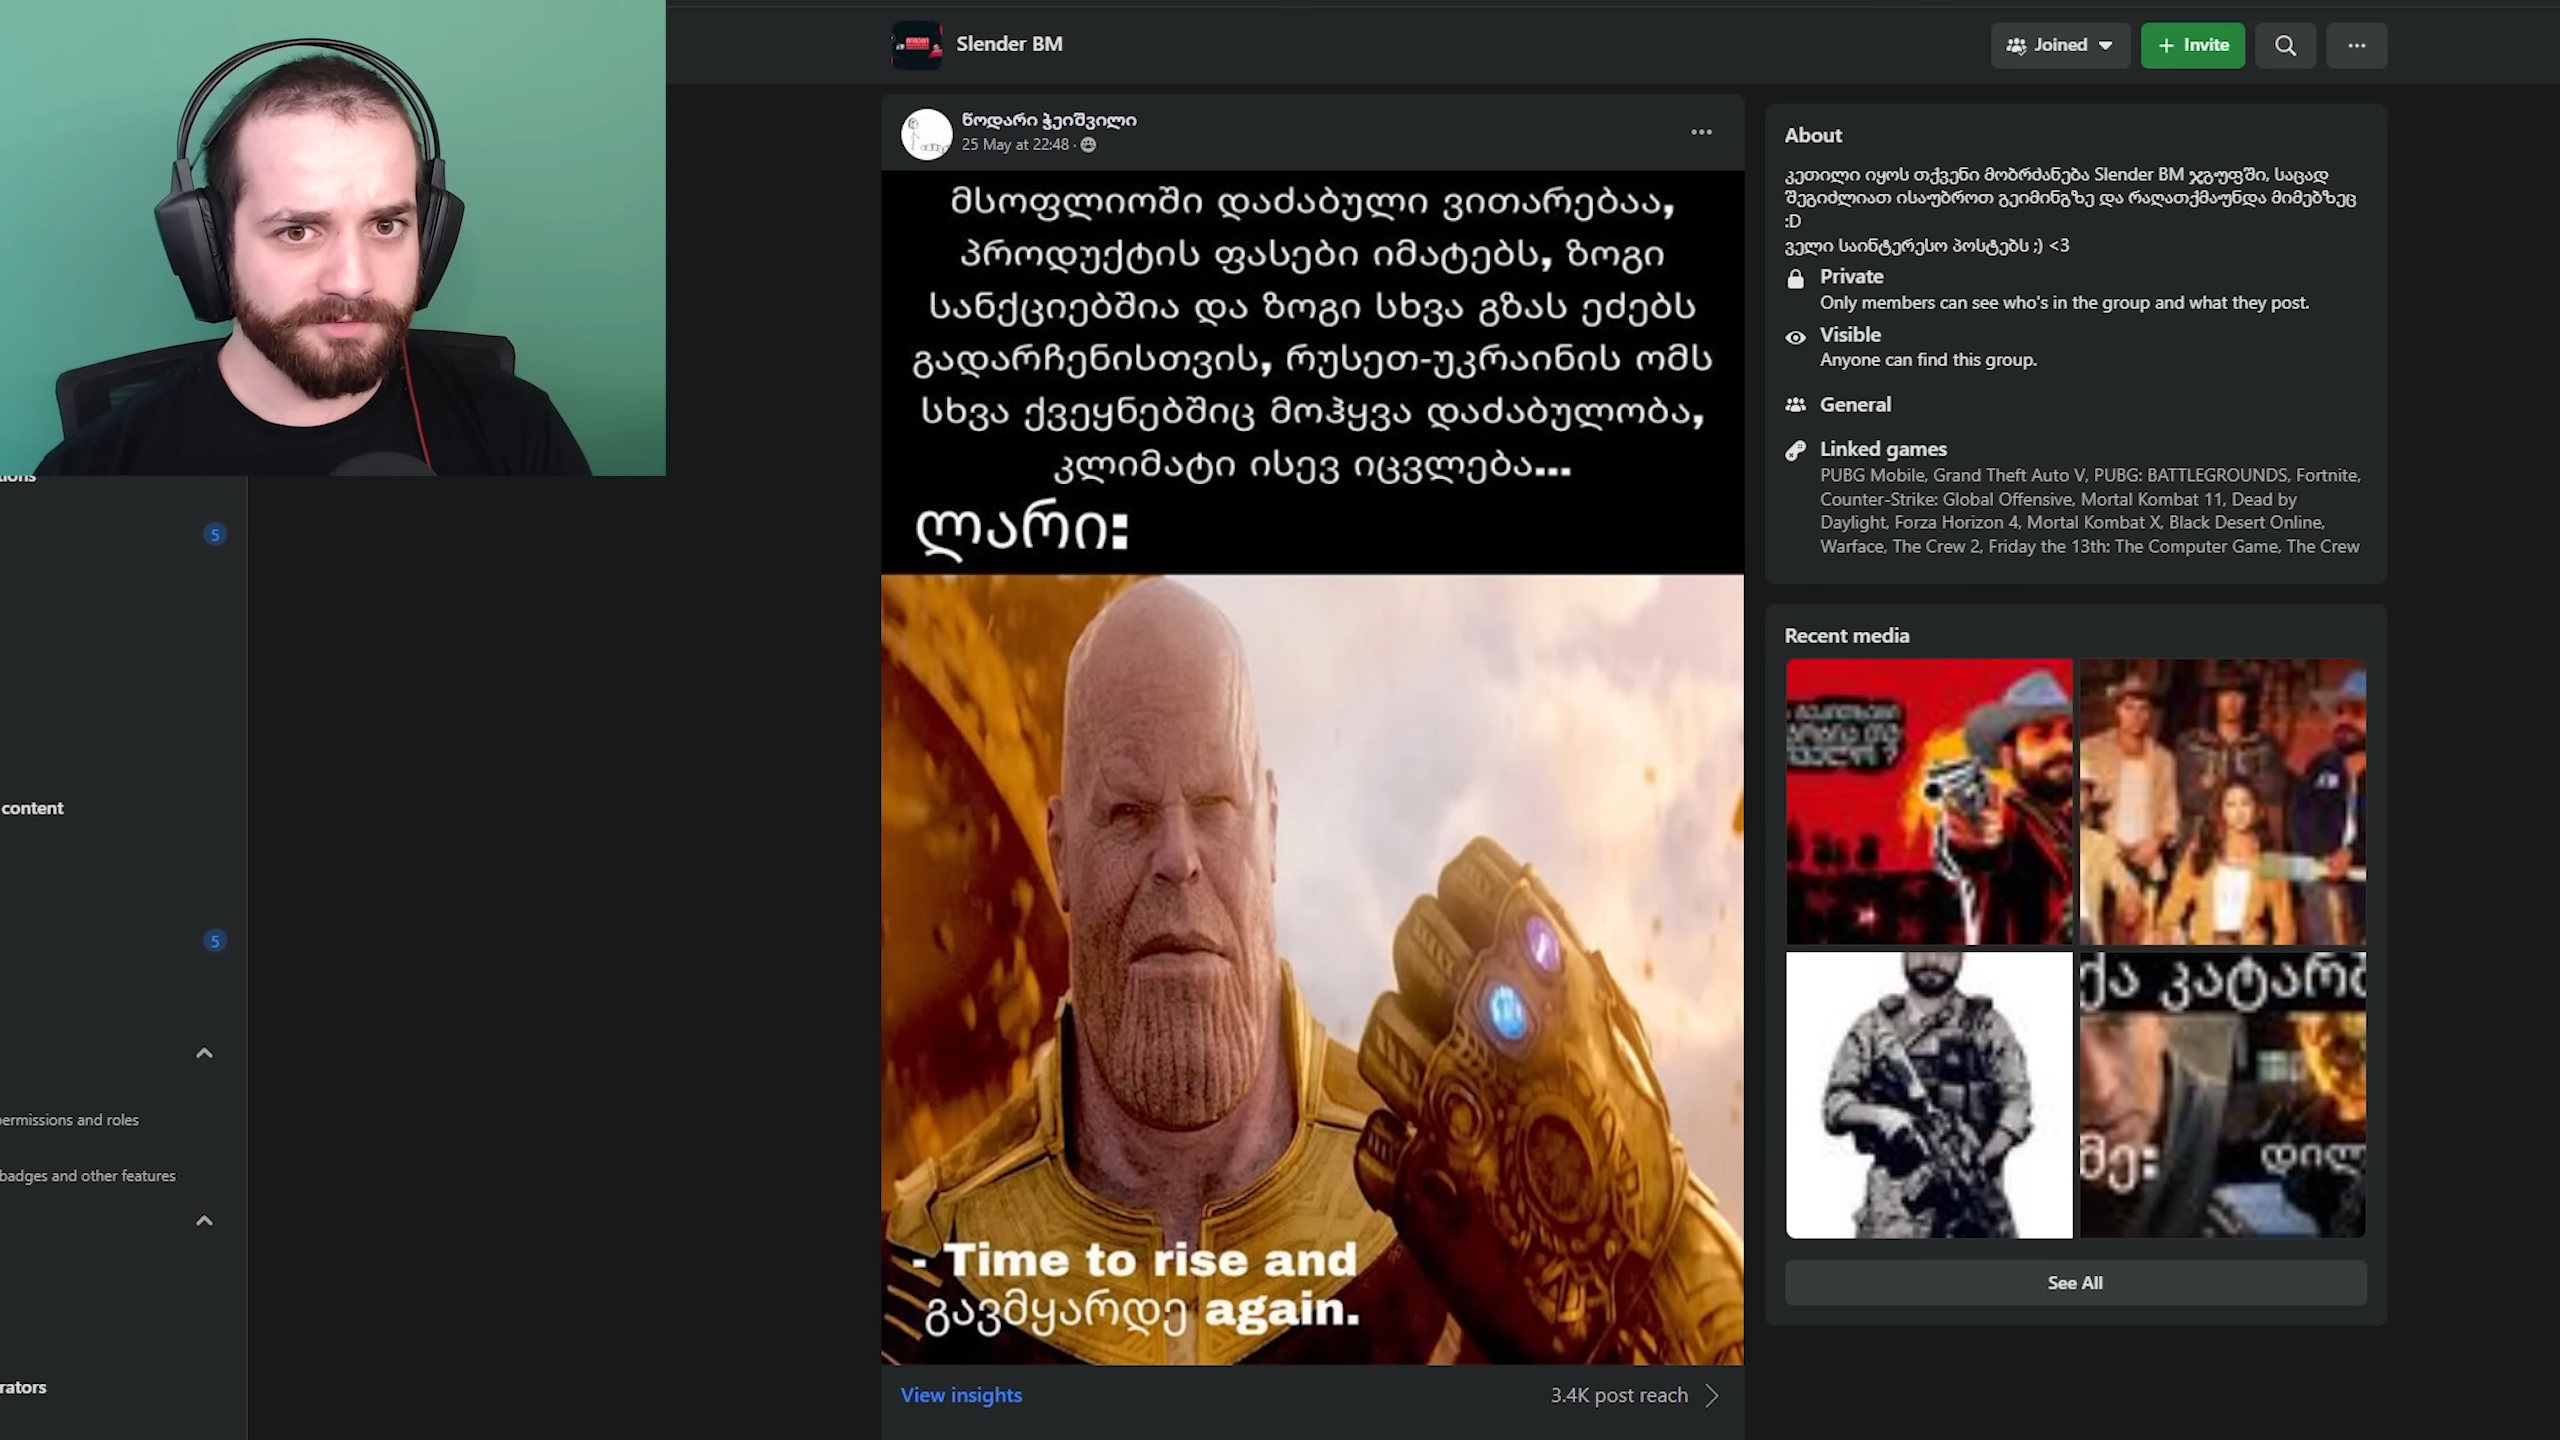 Slender BM
Joined
+ Invite
ნოდარი ჭეიშვილი
25 May at 22:48 ·
მსოფლიოში დაძაბული ვითარებაა,
პროდუქტის ფასები იმატებს, ზოგი
სანქციებშია და ზოგი სხვა გზას ეძებს
გადარჩენისთვის, რუსეთ-უკრაინის ომს
სხვა ქვეყნებშიც მოჰყვა დაძაბულობა,
კლიმატი ისევ იცვლება...
ლარი:
- Time to rise and
გავმყარდე again.
View insights
3.4K post reach
About
კეთილი იყოს თქვენი მობრძანება Slender BM ჯგუფში, საცად
შეგიძლიათ ისაუბროთ გეიმინგზე და რაღათქმაუნდა მიმებზეც
:D
ველი საინტერესო პოსტებს ;) <3
Private
Only members can see who's in the group and what they post.
Visible
Anyone can find this group.
General
Linked games
PUBG Mobile, Grand Theft Auto V, PUBG: BATTLEGROUNDS, Fortnite,
Counter-Strike: Global Offensive, Mortal Kombat 11, Dead by
Daylight, Forza Horizon 4, Mortal Kombat X, Black Desert Online,
Warface, The Crew 2, Friday the 13th: The Computer Game, The Crew
Recent media
მე:
See All
5
content
5
permissions and roles
badges and other features